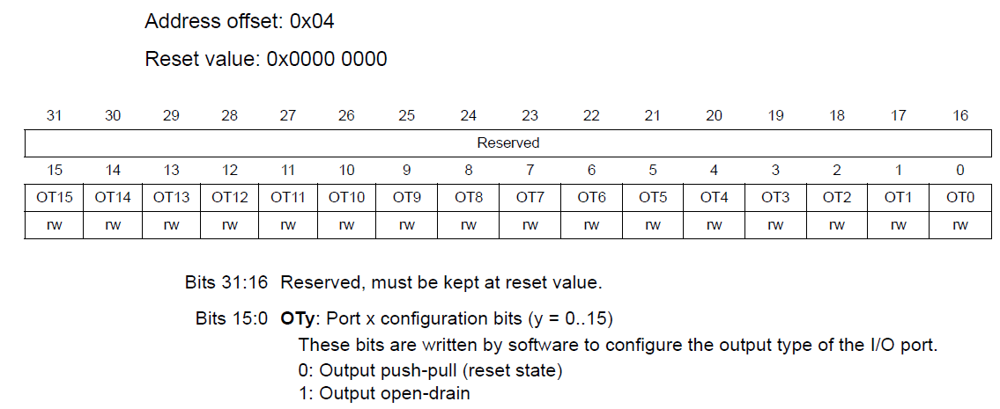 Address offset: 0x04
Reset value: 0x0000 0000
31 30 29 28 27 26 25 24 23 22 21 20 19 18 17 16
Reserved
15 14 13 12 11 10 9 8 7 6 5 4 3 2 1 0
OT15 OT14 OT13 OT12 OT11 OT10 OT9 OT8 OT7 OT6 OT5 OT4 OT3 OT2 OT1 OT0
rw rw rw rw rw rw rw rw rw rw rw rw rw rw rw rw
Bits 31:16 Reserved, must be kept at reset value.
Bits 15:0 OTy: Port x configuration bits (y = 0..15)
These bits are written by software to configure the output type of the I/O port.
0: Output push-pull (reset state)
1: Output open-drain